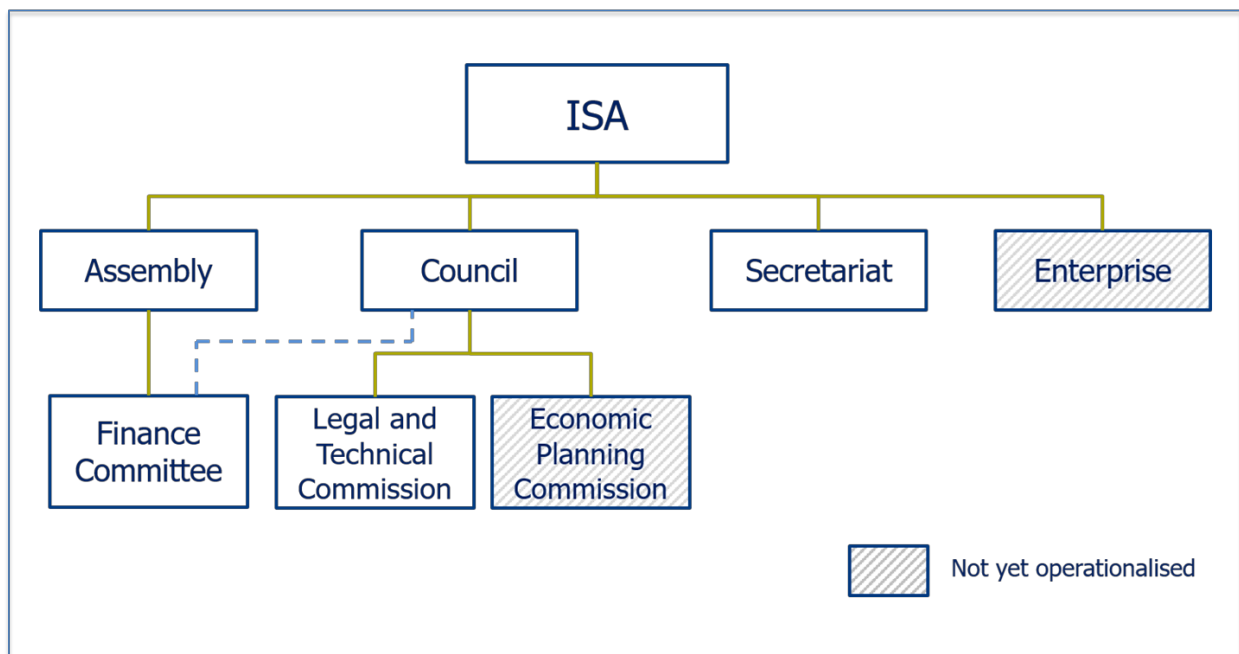 ISA
Assembly
Council
Secretariat
Enterprise
Finance
Committee
Legal and
Technical
Commission
Economic
Planning
Commission
Not yet operationalised